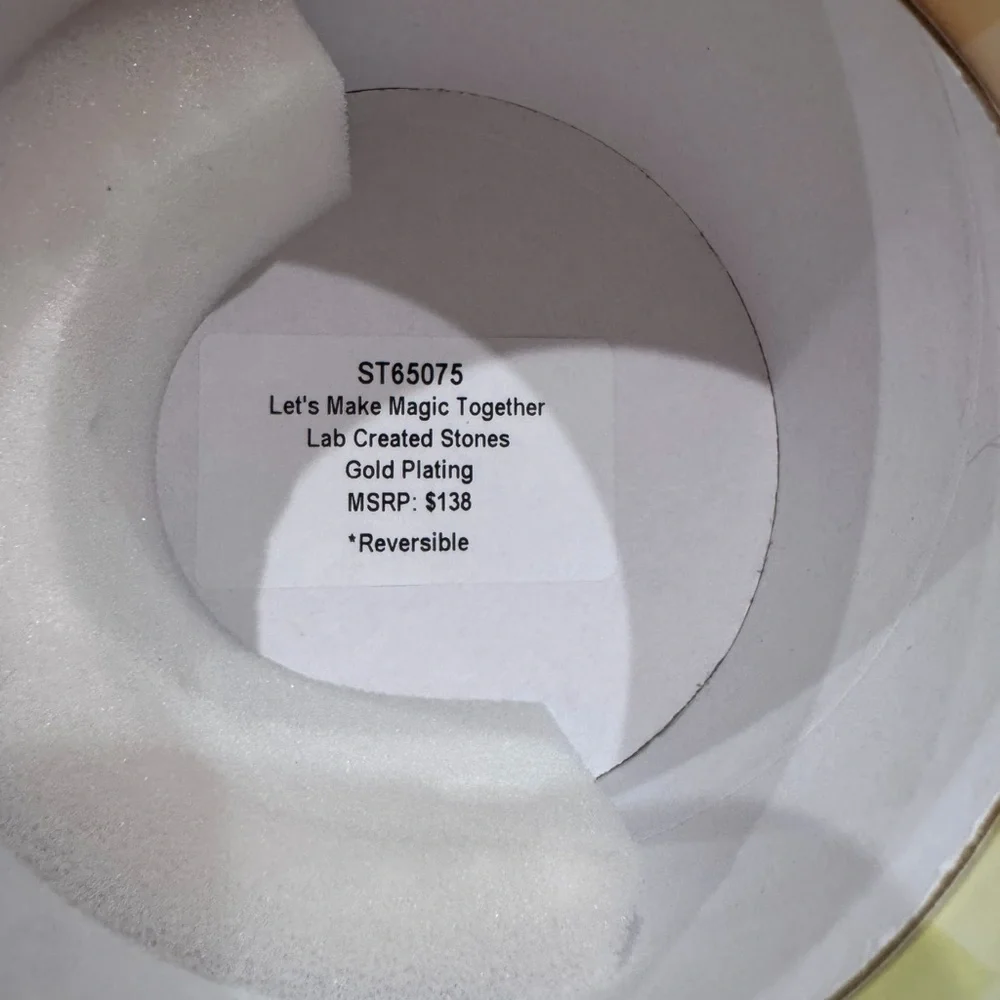 ST65075
Let's Make Magic Together
Lab Created Stones
Gold Plating
MSRP: $138
*Reversible